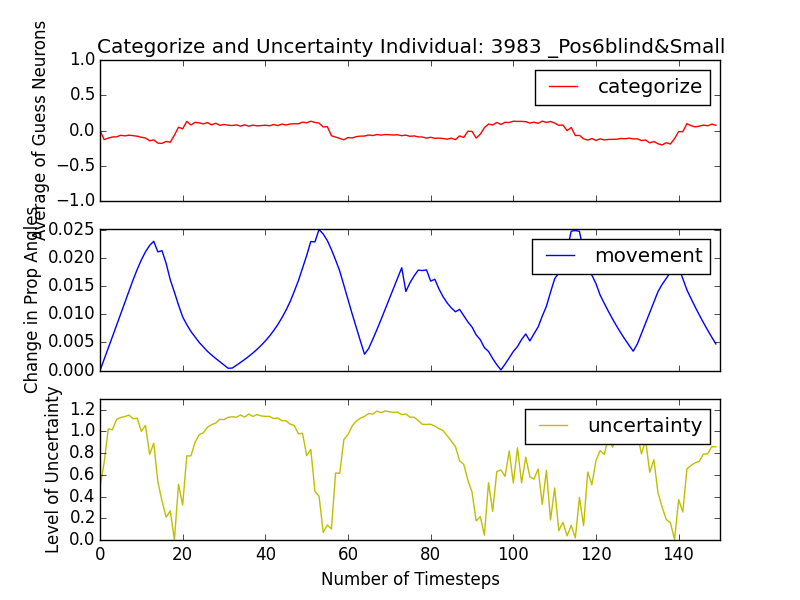 Categorize and Uncertainty Individual: 3983 _Pos6blind&Small
Average of Guess Neurons
1.0
0.5
0.0
−0.5
−1.0
categorize
Change in Prop Angles
0.025
0.020
0.015
0.010
0.005
0.000
movement
Level of Uncertainty
1.2
1.0
0.8
0.6
0.4
0.2
0.0
uncertainty
0 20 40 60 80 100 120 140
Number of Timesteps